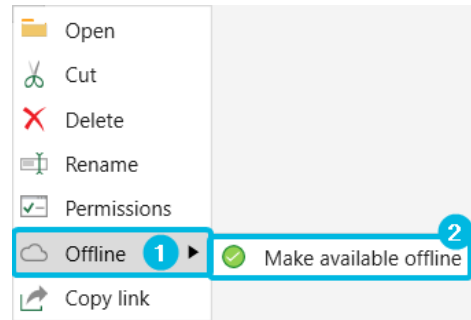 Open
Cut
Delete
Rename
Permissions
Offline 1
2
Make available offline
Copy link